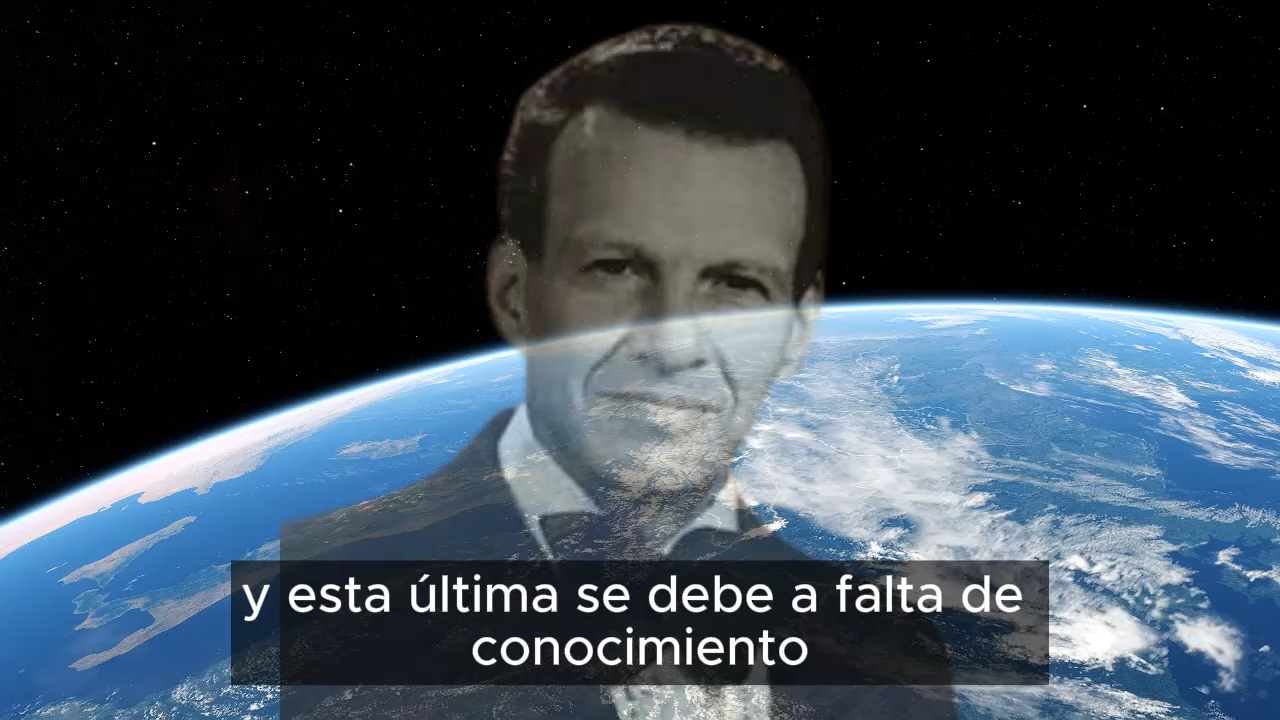 y esta última se debe a falta de
conocimiento